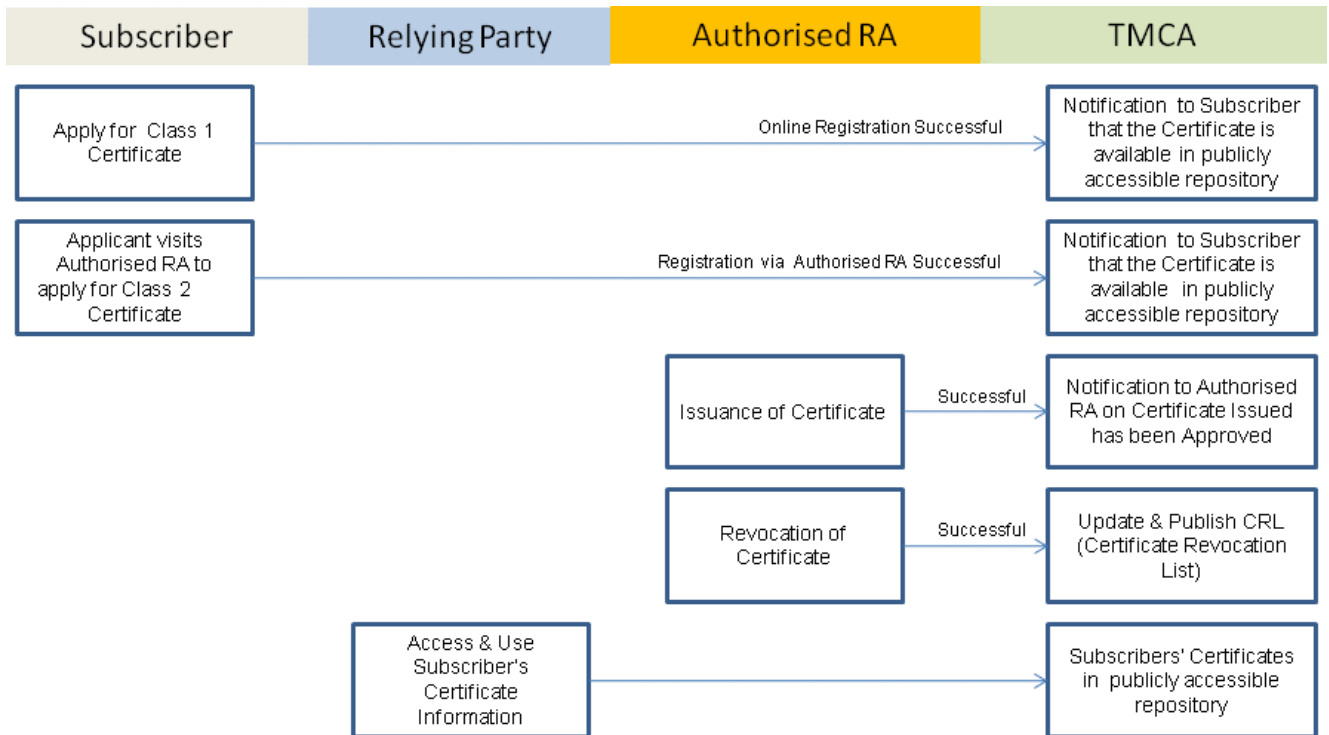 Subscriber
Relying Party
Authorised RA
TMCA
Apply for Class 1
Certificate
Online Registration Successful
Notification to Subscriber
that the Certificate is
available in publicly
accessible repository
Applicant visits
Authorised RA to
apply for Class 2
Certificate
Registration via Authorised RA Successful
Notification to Subscriber
that the Certificate is
available in publicly
accessible repository
Issuance of Certificate
Successful
Notification to Authorised
RA on Certificate Issued
has been Approved
Revocation of
Certificate
Successful
Update & Publish CRL
(Certificate Revocation
List)
Access & Use
Subscriber's
Certificate
Information
Subscribers' Certificates
in publicly accessible
repository